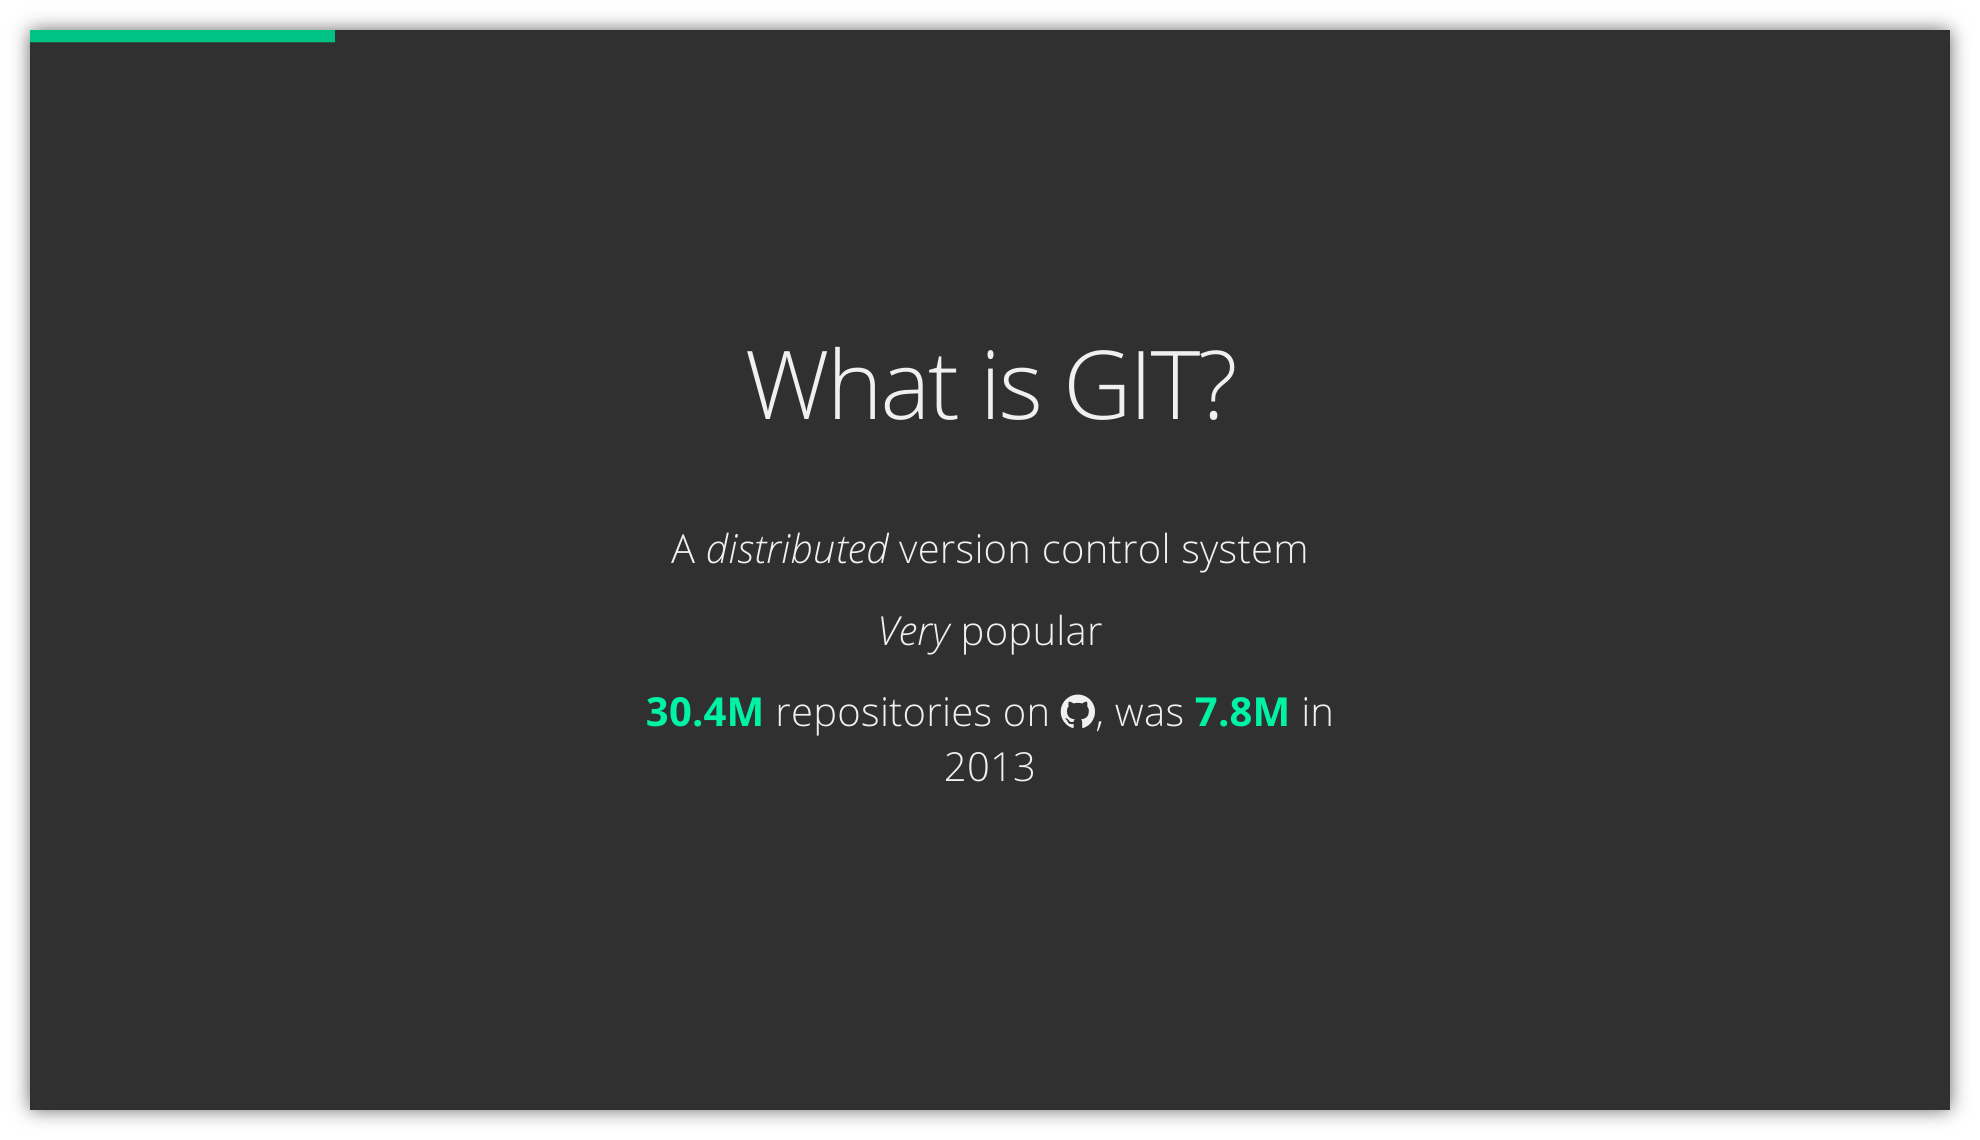 What is GIT?
A distributed version control system
Very popular
30.4M repositories on , was 7.8M in
2013